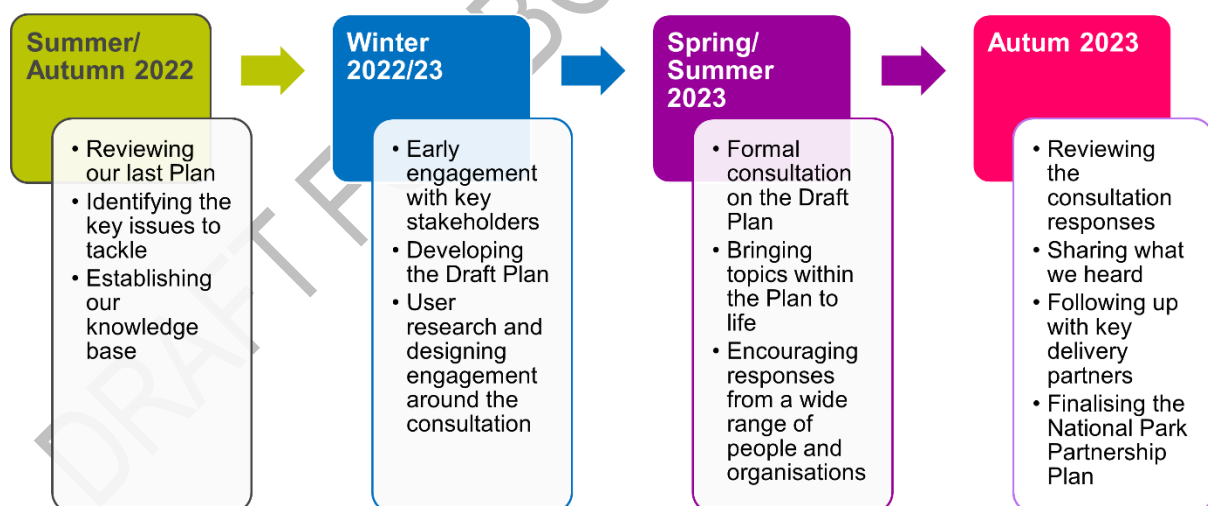 Summer/
Autumn 2022
• Reviewing
our last Plan
• Identifying the
key issues to
tackle
• Establishing
our
knowledge
base
Winter
2022/23
• Early
engagement
with key
stakeholders
• Developing
the Draft Plan
• User
research and
designing
engagement
around the
consultation
Spring/
Summer
2023
• Formal
consultation
on the Draft
Plan
• Bringing
topics within
the Plan to
life
• Encouraging
responses
from a wide
range of
people and
organisations
Autum 2023
• Reviewing
the
consultation
responses
• Sharing what
we heard
• Following up
with key
delivery
partners
• Finalising the
National Park
Partnership
Plan
DRAFT